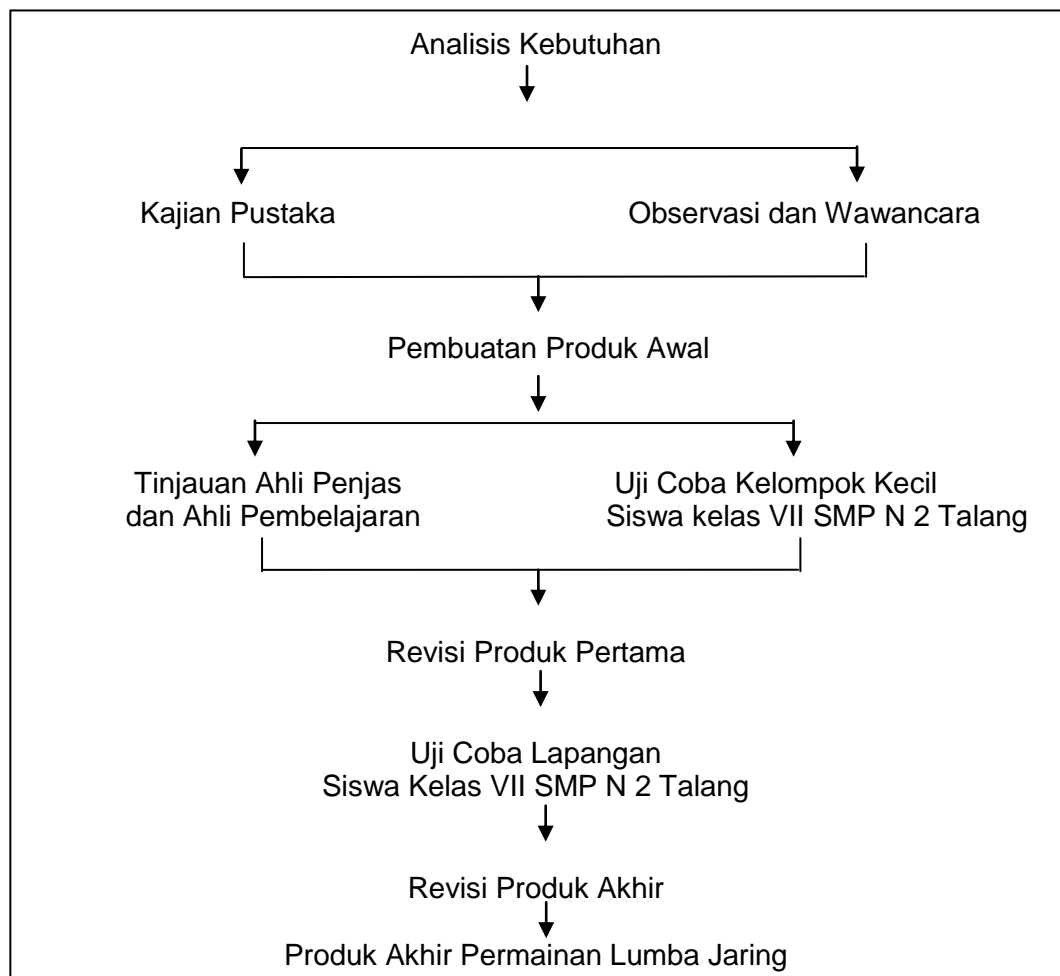 Analisis Kebutuhan
Kajian Pustaka
Observasi dan Wawancara
Pembuatan Produk Awal
Tinjauan Ahli Penjas
dan Ahli Pembelajaran
Uji Coba Kelompok Kecil
Siswa kelas VII SMP N 2 Talang
Revisi Produk Pertama
Uji Coba Lapangan
Siswa Kelas VII SMP N 2 Talang
Revisi Produk Akhir
Produk Akhir Permainan Lumba Jaring